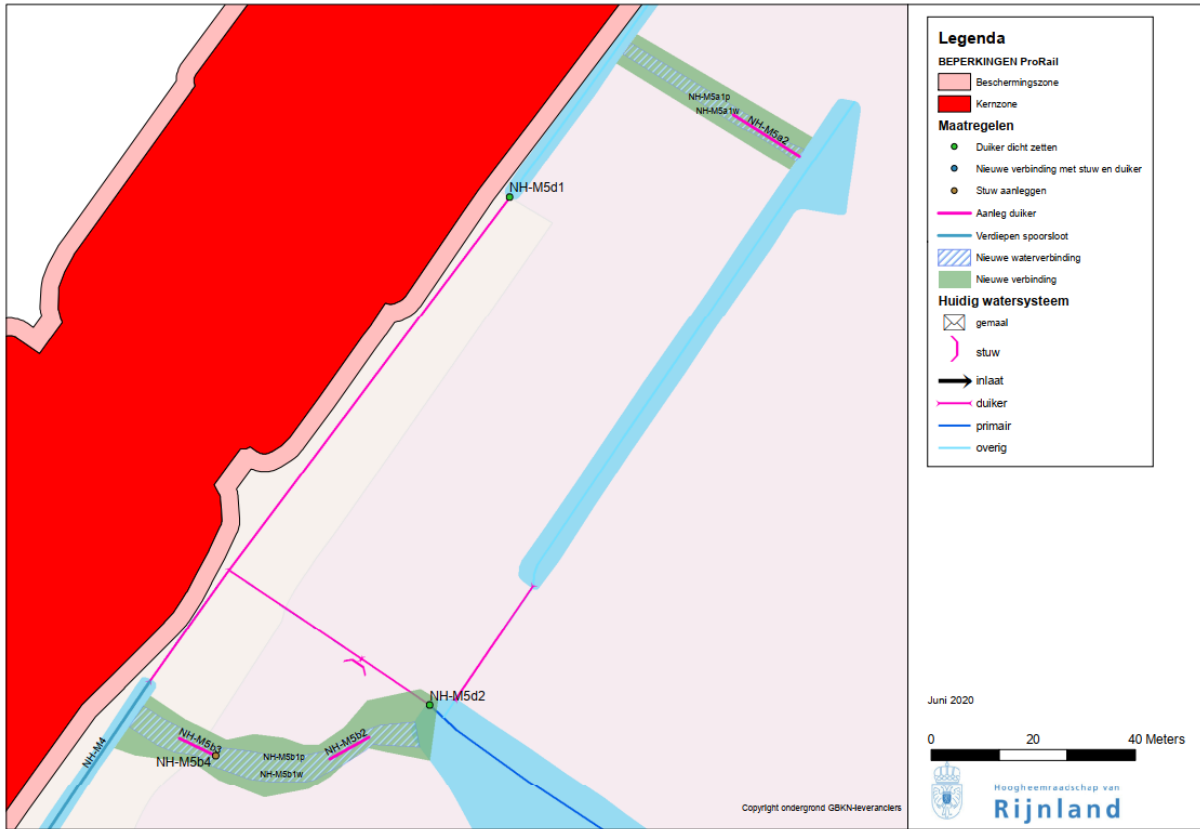 NH-M5a1p
NH-M5a1w
NH-M5a2
NH-M5d1
NH-M5d2
NH-M4
NH-M5b3
NH-M5b4
NH-M5b1p
NH-M5b1w
NH-M5b2
Copyright ondergrond GBKN-leveranciers
Legenda
BEPERKINGEN ProRail
Beschermingszone
Kernzone
Maatregelen
Duiker dicht zetten
Nieuwe verbinding met stuw en duiker
Stuw aanleggen
Aanleg duiker
Verdiepen spoorsloot
Nieuwe waterverbinding
Nieuwe verbinding
Huidig watersysteem
gemaal
stuw
inlaat
duiker
primair
overig
Juni 2020
0 20 40 Meters
Hoogheemraadschap van
Rijnland